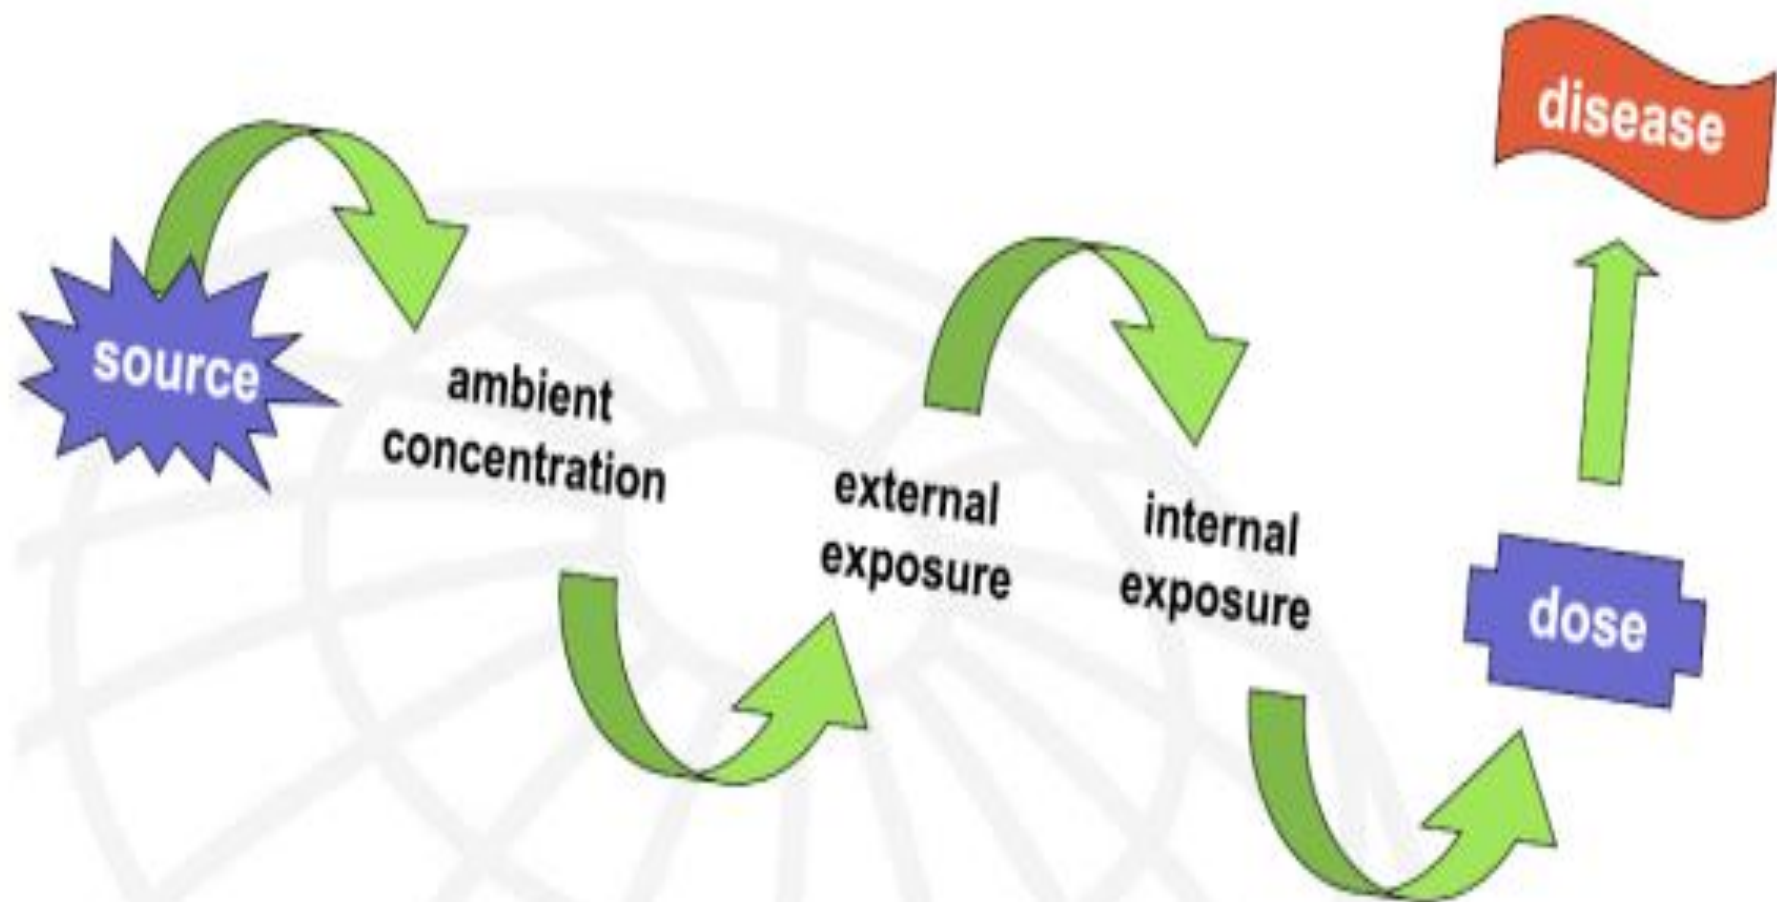 source
ambient
concentration
external
exposure
internal
exposure
dose
disease